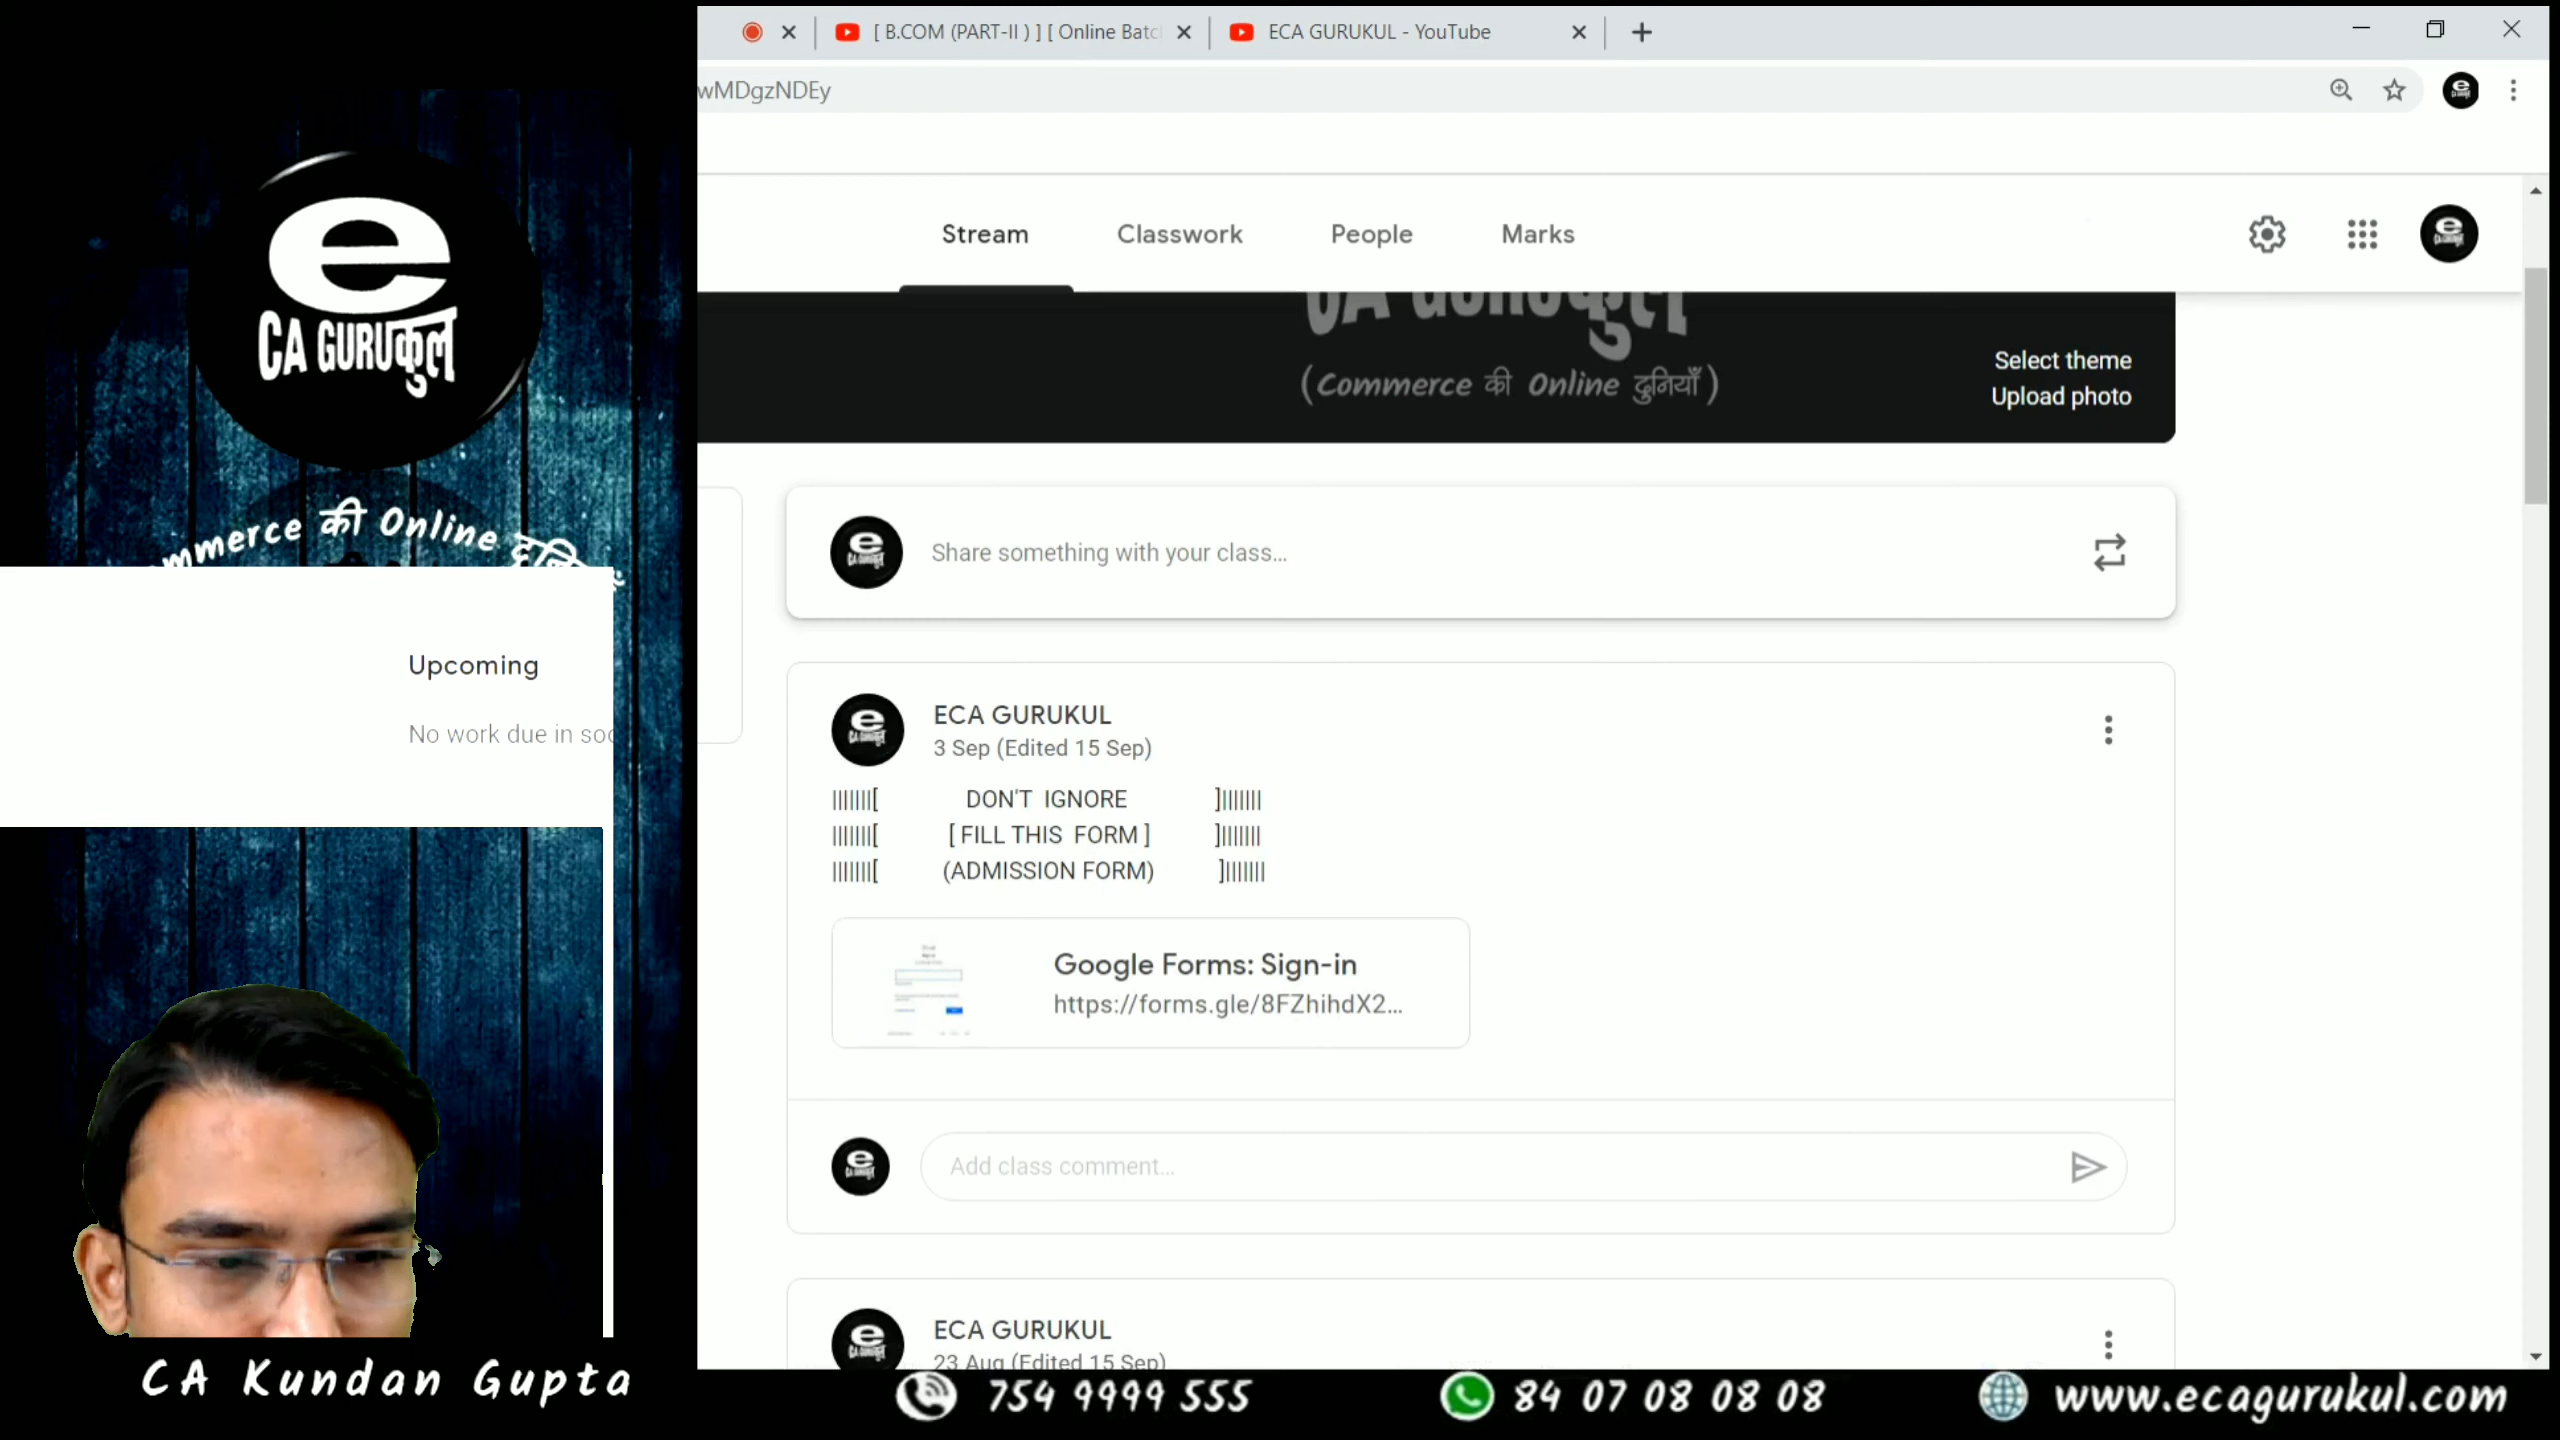 [ B.COM (PART-II ) ] [ Online Batc
ECA GURUKUL - YouTube
wMDgzNDEy
Stream
Classwork
People
Marks
e
CA GURUकुल
mmerce की Online
CA GURUकुल
(Commerce की Online दुनियाँ)
Select theme
Upload photo
Share something with your class...
Upcoming
No work due in soo
ECA GURUKUL
3 Sep (Edited 15 Sep)
|||||||[ DON'T IGNORE ]|||||||
|||||||[ [ FILL THIS FORM ] ]|||||||
|||||||[ (ADMISSION FORM) ]|||||||
Google Forms: Sign-in
https://forms.gle/8FZhihdX2...
Add class comment...
ECA GURUKUL
23 Aug (Edited 15 Sep)
CA Kundan Gupta
754 9999 555
84 07 08 08 08
www.ecagurukul.com